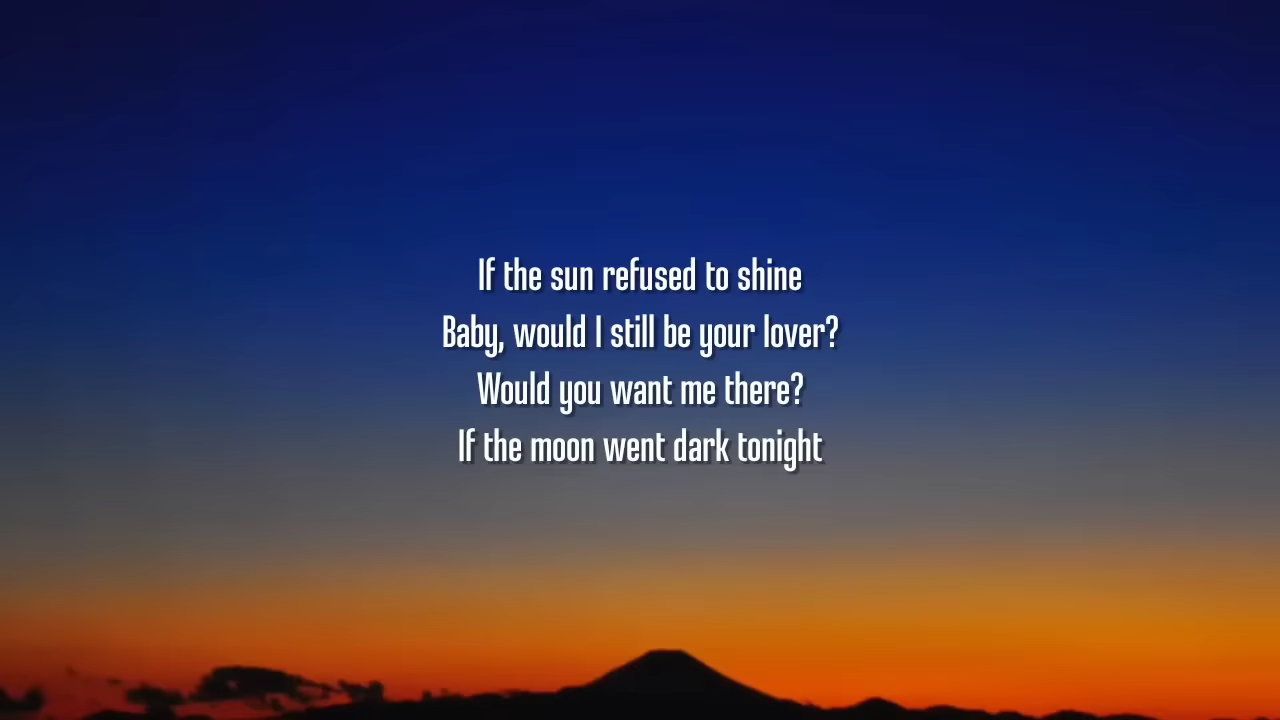 If the sun refused to shine
Baby, would I still be your lover?
Would you want me there?
If the moon went dark tonight